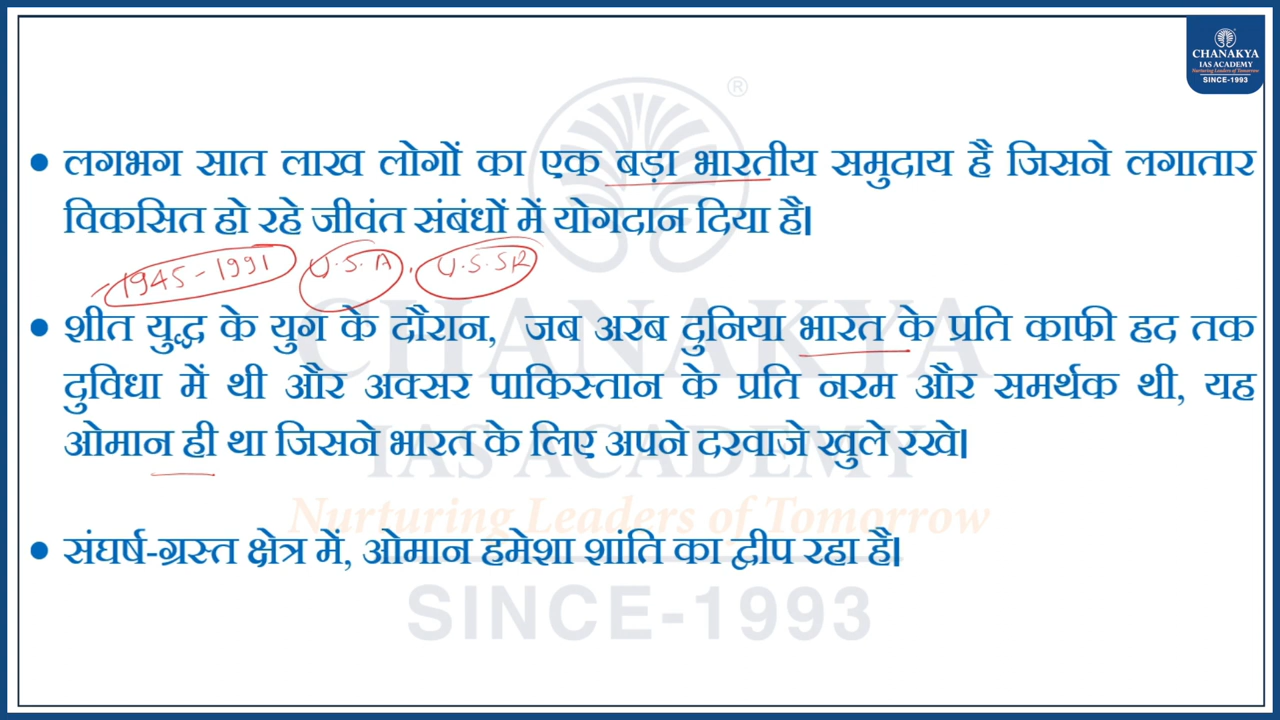 CHANAKYA
IAS ACADEMY
Nurturing Leaders of Tomorrow
SINCE-1993
®
• लगभग सात लाख लोगों का एक बड़ा भारतीय समुदाय है जिसने लगातार
विकसित हो रहे जीवंत संबंधों में योगदान दिया है।
1945-1991 U.S.A, U.S.SR
• शीत युद्ध के युग के दौरान, जब अरब दुनिया भारत के प्रति काफी हद तक
दुविधा में थी और अक्सर पाकिस्तान के प्रति नरम और समर्थक थी, यह
ओमान ही था जिसने भारत के लिए अपने दरवाजे खुले रखे।
• संघर्ष-ग्रस्त क्षेत्र में, ओमान हमेशा शांति का द्वीप रहा है।
CHANAKYA
IAS ACADEMY
Nurturing Leaders of Tomorrow
SINCE-1993